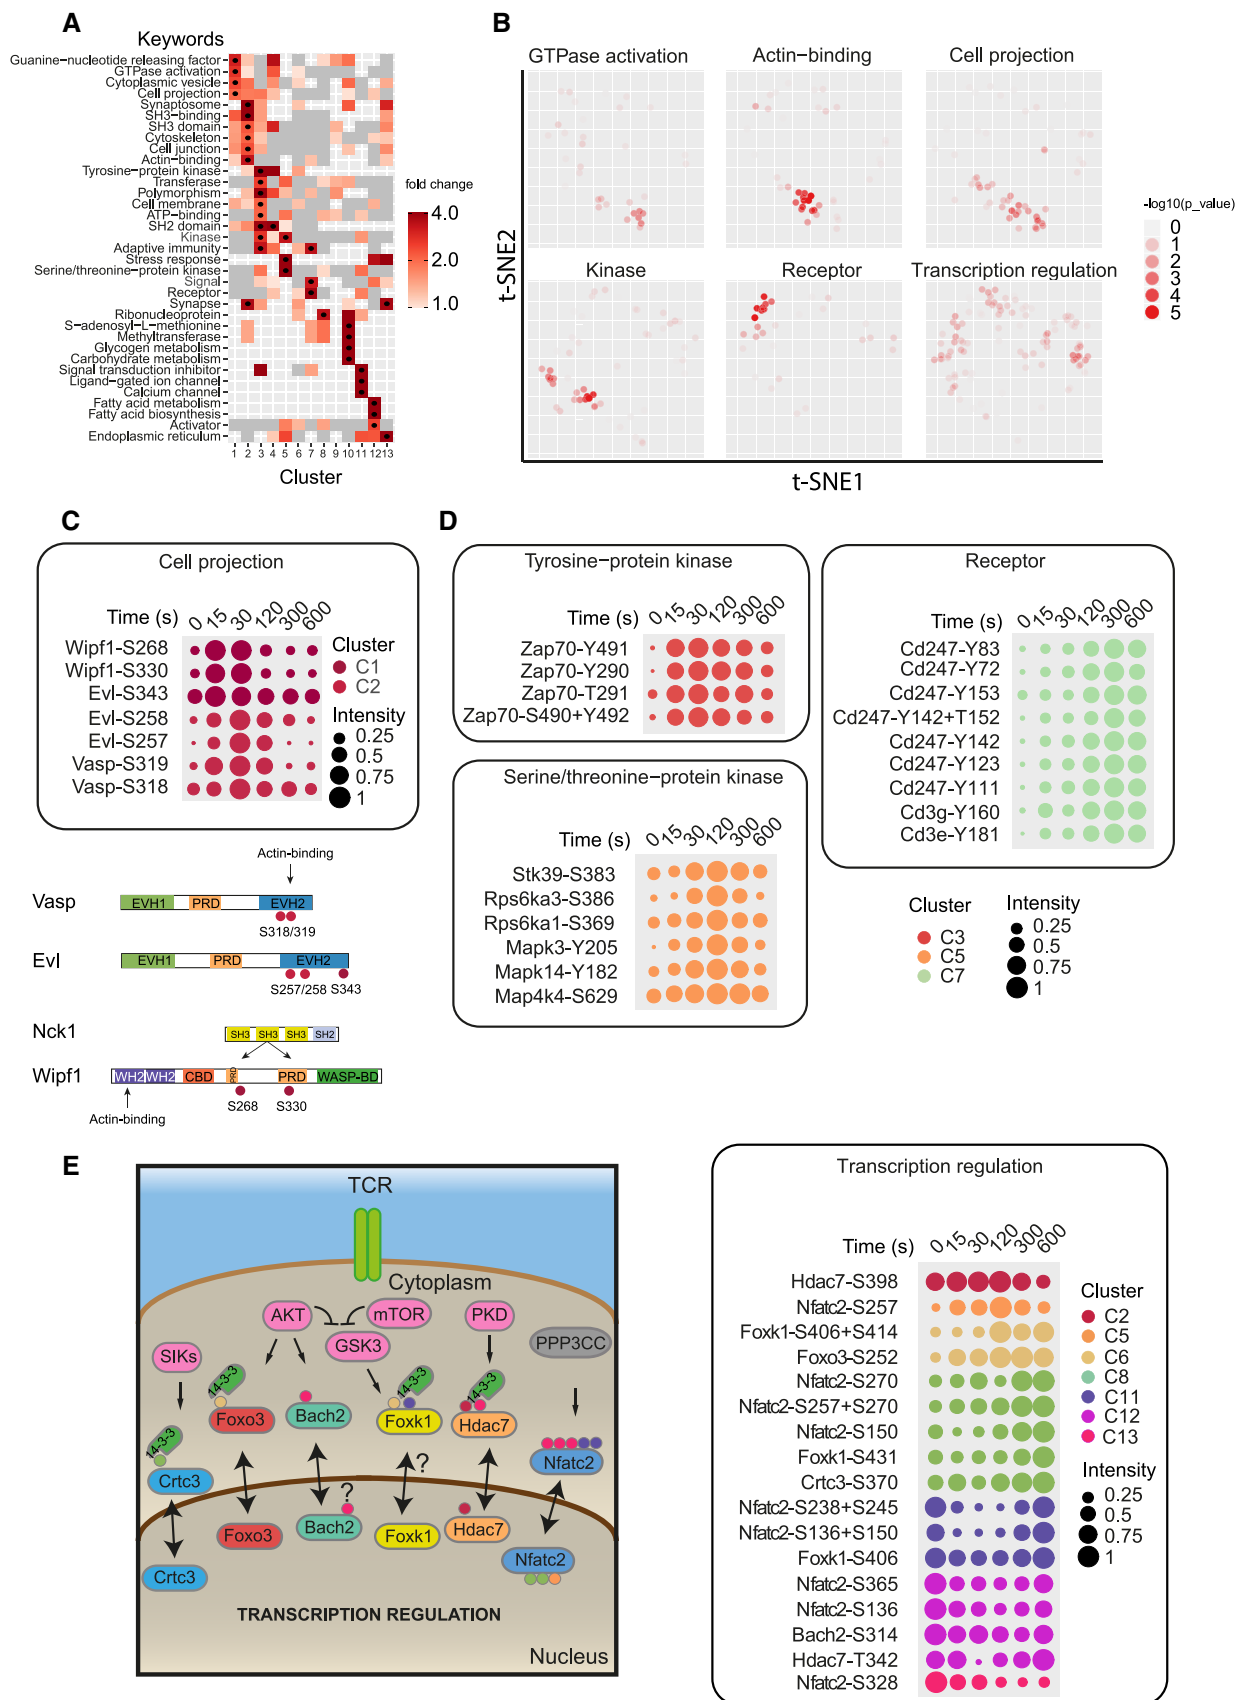 A
Keywords
Guanine−nucleotide releasing factor
GTPase activation
Cytoplasmic vesicle
Cell projection
Synaptosome
SH3−binding
SH3 domain
Cytoskeleton
Cell junction
Actin−binding
Tyrosine−protein kinase
Transferase
Polymorphism
Cell membrane
ATP−binding
SH2 domain
Kinase
Adaptive immunity
Stress response
Serine/threonine−protein kinase
Signal
Receptor
Synapse
Ribonucleoprotein
S−adenosyl−L−methionine
Methyltransferase
Glycogen metabolism
Carbohydrate metabolism
Signal transduction inhibitor
Ligand−gated ion channel
Calcium channel
Fatty acid metabolism
Fatty acid biosynthesis
Activator
Endoplasmic reticulum
1 2 3 4 5 6 7 8 9 10 11 12 13
Cluster
fold change
4.0
2.0
1.0
B
GTPase activation
Actin−binding
Cell projection
Kinase
Receptor
Transcription regulation
t-SNE2
t-SNE1
-log10(p_value)
0
1
2
3
4
5
C
Cell projection
Time (s) 0 15 30 120 300 600
Wipf1-S268
Wipf1-S330
Evl-S343
Evl-S258
Evl-S257
Vasp-S319
Vasp-S318
Cluster
C1
C2
Intensity
0.25
0.5
0.75
1
Actin-binding
Vasp
EVH1 PRD EVH2
S318/319
Evl
EVH1 PRD EVH2
S257/258 S343
Nck1
SH3 SH3 SH3 SH2
Wipf1
WH2 WH2 CBD PRD PRD WASP-BD
S268 S330
Actin-binding
D
Tyrosine−protein kinase
Time (s) 0 15 30 120 300 600
Zap70-Y491
Zap70-Y290
Zap70-T291
Zap70-S490+Y492
Serine/threonine−protein kinase
Time (s) 0 15 30 120 300 600
Stk39-S383
Rps6ka3-S386
Rps6ka1-S369
Mapk3-Y205
Mapk14-Y182
Map4k4-S629
Receptor
Time (s) 0 15 30 120 300 600
Cd247-Y83
Cd247-Y72
Cd247-Y153
Cd247-Y142+T152
Cd247-Y142
Cd247-Y123
Cd247-Y111
Cd3g-Y160
Cd3e-Y181
Cluster
C3
C5
C7
Intensity
0.25
0.5
0.75
1
E
TCR
Cytoplasm
AKT
mTOR
PKD
GSK3
PPP3CC
SIKs
14-3-3
14-3-3
14-3-3
14-3-3
Foxo3
Bach2
Foxk1
Hdac7
Nfatc2
Crtc3
?
?
Foxo3
Bach2
Foxk1
Hdac7
Nfatc2
Crtc3
TRANSCRIPTION REGULATION
Nucleus
Transcription regulation
Time (s) 0 15 30 120 300 600
Hdac7-S398
Nfatc2-S257
Foxk1-S406+S414
Foxo3-S252
Nfatc2-S270
Nfatc2-S257+S270
Nfatc2-S150
Foxk1-S431
Crtc3-S370
Nfatc2-S238+S245
Nfatc2-S136+S150
Foxk1-S406
Nfatc2-S365
Nfatc2-S136
Bach2-S314
Hdac7-T342
Nfatc2-S328
Cluster
C2
C5
C6
C8
C11
C12
C13
Intensity
0.25
0.5
0.75
1